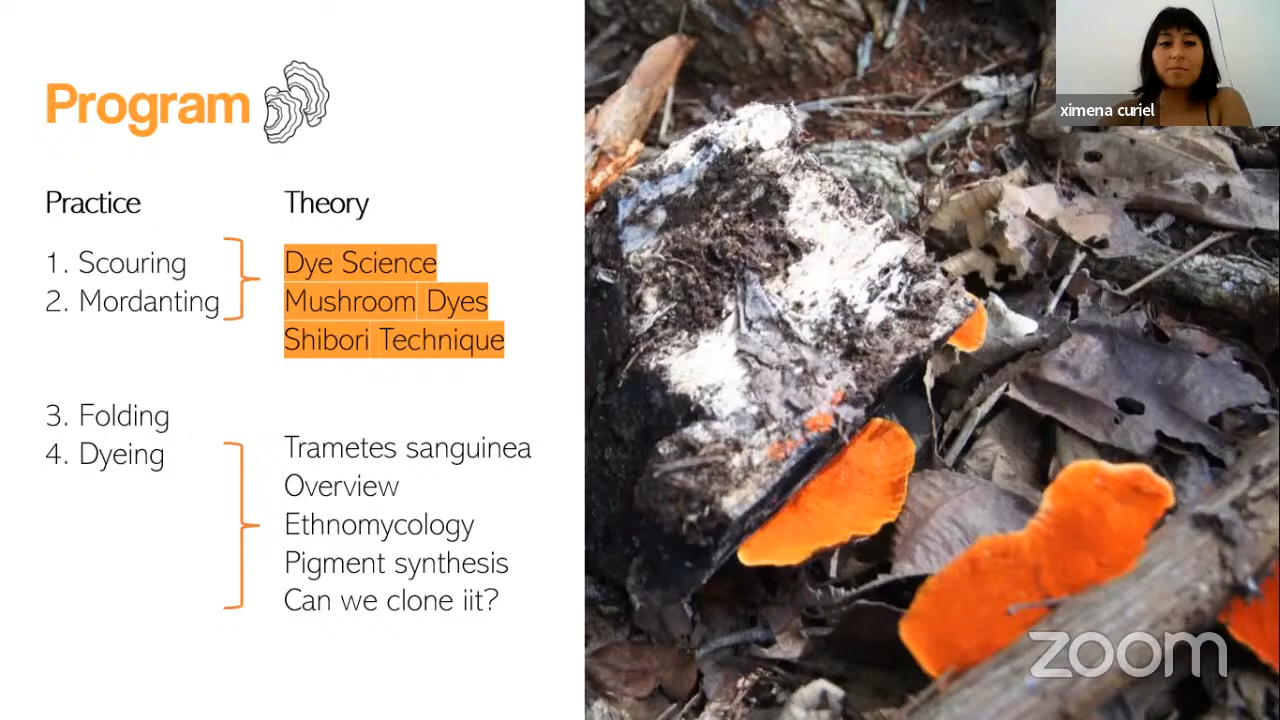 Program
Practice
1. Scouring
2. Mordanting
3. Folding
4. Dyeing
Theory
Dye Science
Mushroom Dyes
Shibori Technique
Trametes sanguinea
Overview
Ethnomycology
Pigment synthesis
Can we clone iit?
ximena curiel
zoom